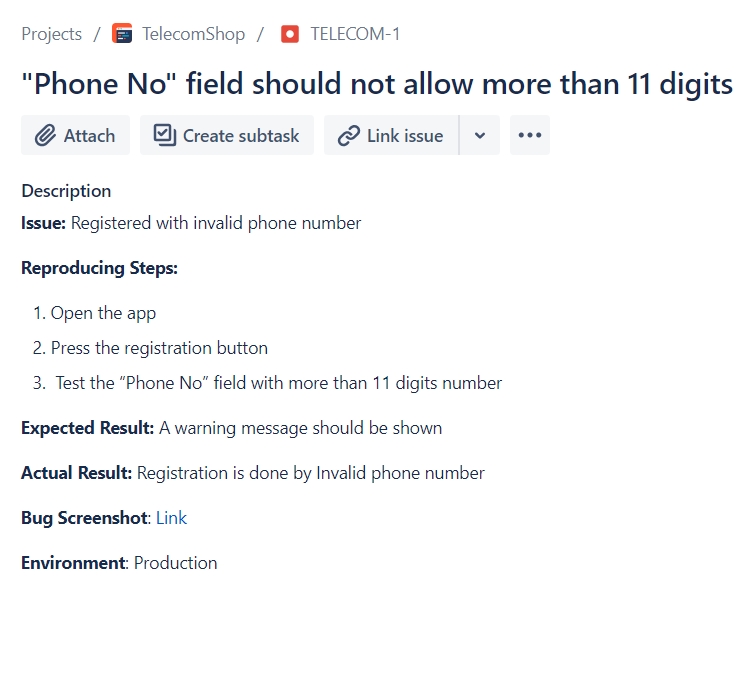 Projects / TelecomShop / TELECOM-1
"Phone No" field should not allow more than 11 digits
Attach Create subtask Link issue
Description
Issue: Registered with invalid phone number
Reproducing Steps:
1. Open the app
2. Press the registration button
3. Test the “Phone No” field with more than 11 digits number
Expected Result: A warning message should be shown
Actual Result: Registration is done by Invalid phone number
Bug Screenshot: Link
Environment: Production